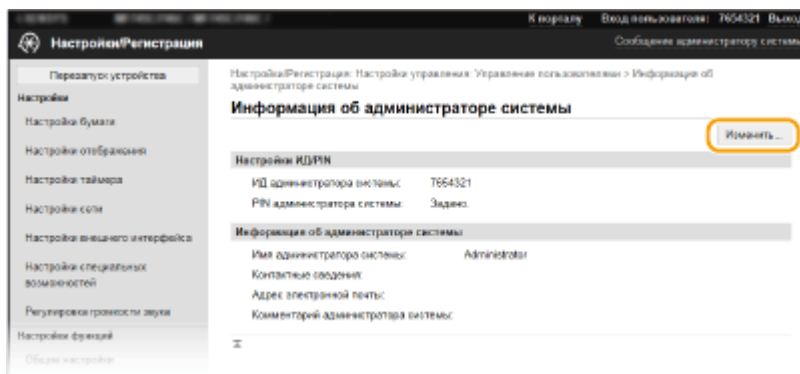 К порталу Вход пользователя: 7654321 Выход
Настройки/Регистрация
Сообщение администратору системы
Перезапуск устройства
Настройки
Настройки бумаги
Настройки отображения
Настройки таймера
Настройки сети
Настройки внешнего интерфейса
Настройки специальных
возможностей
Регулировка громкости звука
Настройки функций
Общие настройки
Настройки/Регистрация: Настройки управления: Управление пользователями > Информация об
администраторе системы
Информация об администраторе системы
Изменить...
Настройки ИД/PIN
ИД администратора системы: 7654321
PIN администратора системы: Задано.
Информация об администраторе системы
Имя администратора системы: Administrator
Контактные сведения:
Адрес электронной почты:
Комментарий администратора системы: